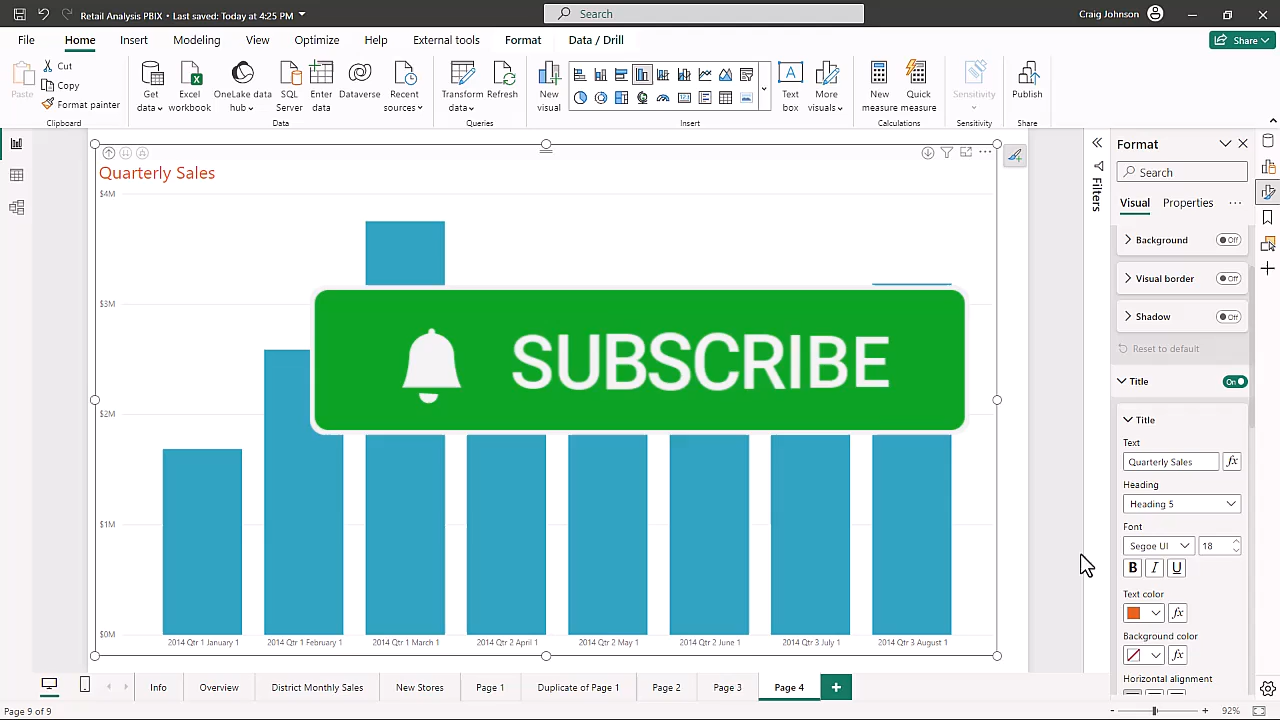 Retail Analysis PBIX • Last saved: Today at 4:25 PM
Search
Craig Johnson
File
Home
Insert
Modeling
View
Optimize
Help
External tools
Format
Data / Drill
Share
Paste
Cut
Copy
Format painter
Clipboard
Get data
Excel workbook
OneLake data hub
SQL Server
Enter data
Dataverse
Recent sources
Data
Transform data
Refresh
Queries
New visual
Text box
More visuals
Insert
New measure
Quick measure
Calculations
Sensitivity
Sensitivity
Publish
Share
Quarterly Sales
$4M
$3M
$2M
$1M
$0M
2014 Qtr 1 January 1
2014 Qtr 1 February 1
2014 Qtr 1 March 1
2014 Qtr 2 April 1
2014 Qtr 2 May 1
2014 Qtr 2 June 1
2014 Qtr 3 July 1
2014 Qtr 3 August 1
SUBSCRIBE
Filters
Format
Search
Visual
Properties
Background
Off
Visual border
Off
Shadow
Off
Reset to default
Title
On
Title
Text
Quarterly Sales
fx
Heading
Heading 5
Font
Segoe UI
18
B
I
U
Text color
fx
Background color
fx
Horizontal alignment
Info
Overview
District Monthly Sales
New Stores
Page 1
Duplicate of Page 1
Page 2
Page 3
Page 4
Page 9 of 9
92%